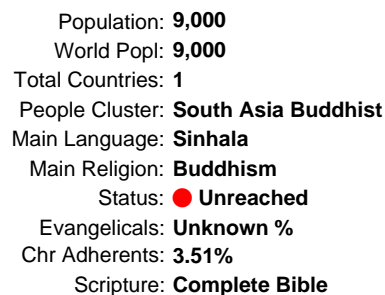 Population: 9,000
World Popl: 9,000
Total Countries: 1
People Cluster: South Asia Buddhist
Main Language: Sinhala
Main Religion: Buddhism
Status: Unreached
Evangelicals: Unknown %
Chr Adherents: 3.51%
Scripture: Complete Bible